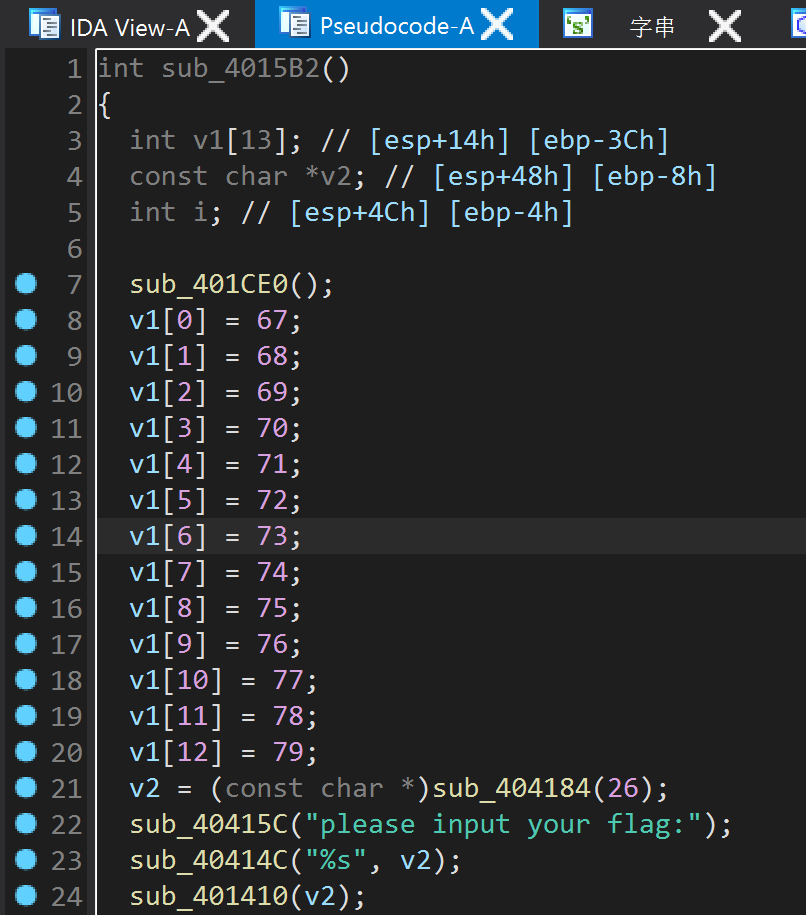 IDA View-A Pseudocode-A 's' 字串
1 int sub_4015B2()
2 {
3 int v1[13]; // [esp+14h] [ebp-3Ch]
4 const char *v2; // [esp+48h] [ebp-8h]
5 int i; // [esp+4Ch] [ebp-4h]
6
7 sub_401CE0();
8 v1[0] = 67;
9 v1[1] = 68;
10 v1[2] = 69;
11 v1[3] = 70;
12 v1[4] = 71;
13 v1[5] = 72;
14 v1[6] = 73;
15 v1[7] = 74;
16 v1[8] = 75;
17 v1[9] = 76;
18 v1[10] = 77;
19 v1[11] = 78;
20 v1[12] = 79;
21 v2 = (const char *)sub_404184(26);
22 sub_40415C("please input your flag:");
23 sub_40414C("%s", v2);
24 sub_401410(v2);